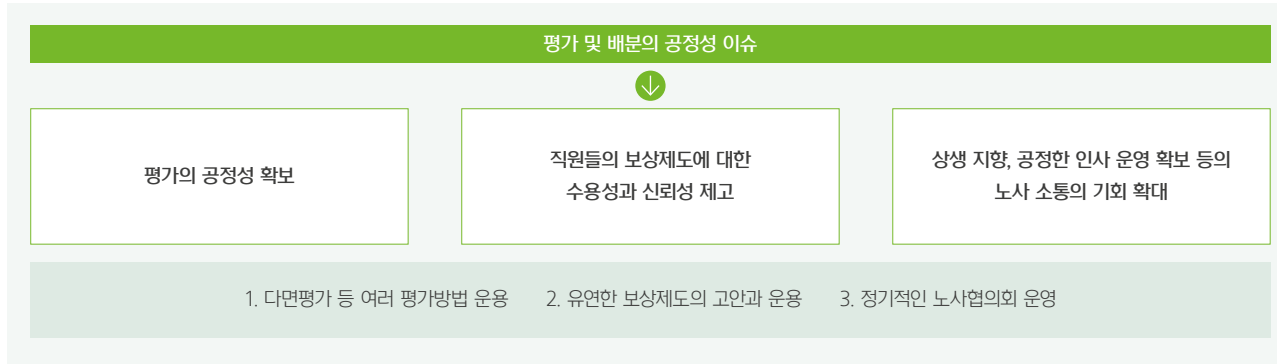 평가 및 배분의 공정성 이슈
평가의 공정성 확보
직원들의 보상제도에 대한
수용성과 신뢰성 제고
상생 지향, 공정한 인사 운영 확보 등의
노사 소통의 기회 확대
1. 다면평가 등 여러 평가방법 운용 2. 유연한 보상제도의 고안과 운용 3. 정기적인 노사협의회 운영